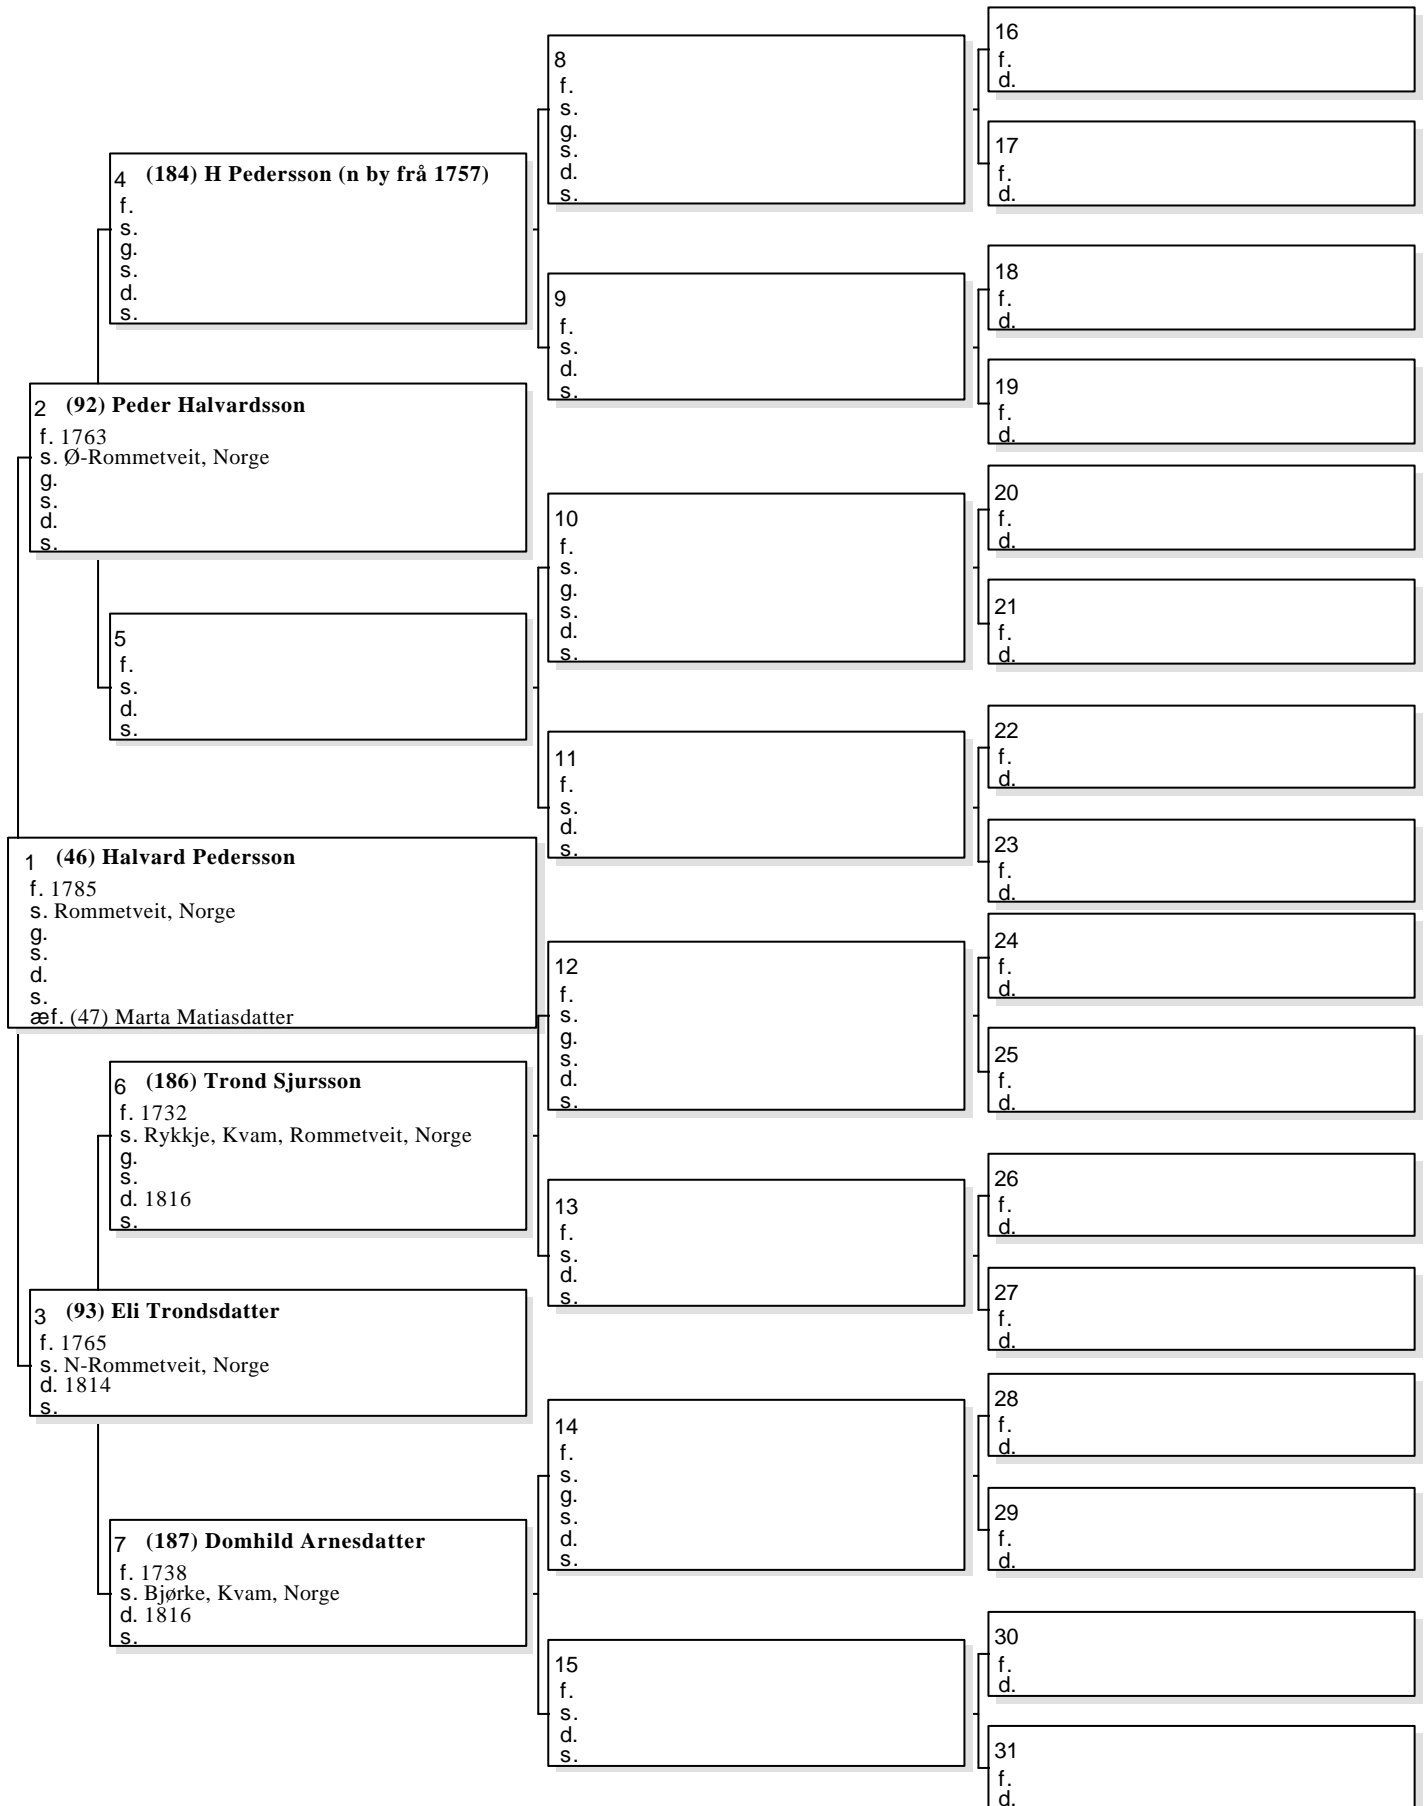 16
f.
d.
8
f.
s.
g.
s.
d.
s.
17
f.
d.
4 (184) H Pedersson (n by frå 1757)
f.
s.
g.
s.
d.
s.
18
f.
d.
9
f.
s.
d.
s.
19
f.
d.
2 (92) Peder Halvardsson
f. 1763
s. Ø-Rommetveit, Norge
g.
s.
d.
s.
20
f.
d.
10
f.
s.
g.
s.
d.
s.
21
f.
d.
5
f.
s.
d.
s.
22
f.
d.
11
f.
s.
d.
s.
23
f.
d.
1 (46) Halvard Pedersson
f. 1785
s. Rommetveit, Norge
g.
s.
d.
s.
æf. (47) Marta Matiasdatter
24
f.
d.
12
f.
s.
g.
s.
d.
s.
25
f.
d.
6 (186) Trond Sjursson
f. 1732
s. Rykkje, Kvam, Rommetveit, Norge
g.
s.
d. 1816
s.
26
f.
d.
13
f.
s.
d.
s.
27
f.
d.
3 (93) Eli Trondsdatter
f. 1765
s. N-Rommetveit, Norge
d. 1814
s.
28
f.
d.
14
f.
s.
g.
s.
d.
s.
29
f.
d.
7 (187) Domhild Arnesdatter
f. 1738
s. Bjørke, Kvam, Norge
d. 1816
s.
30
f.
d.
15
f.
s.
d.
s.
31
f.
d.